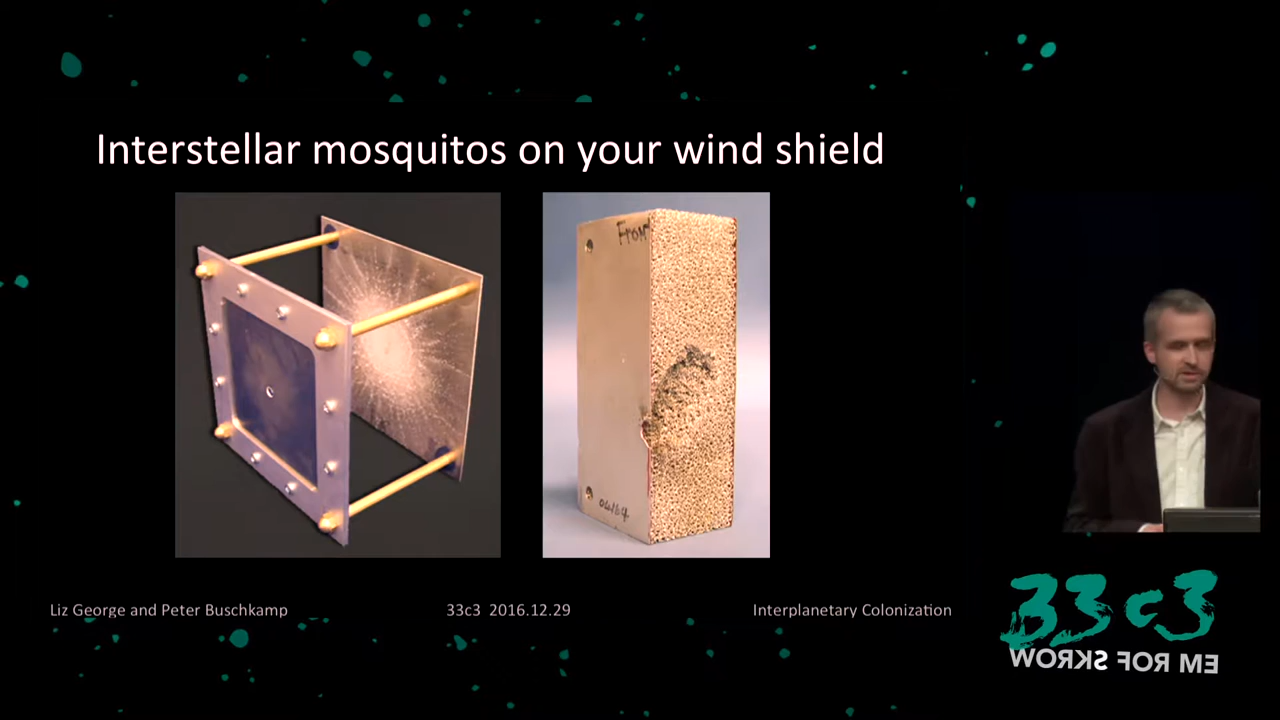 Interstellar mosquitos on your wind shield
Fron
Liz George and Peter Buschkamp
33c3 2016.12.29
Interplanetary Colonization
33c3
WORKS FOR ME